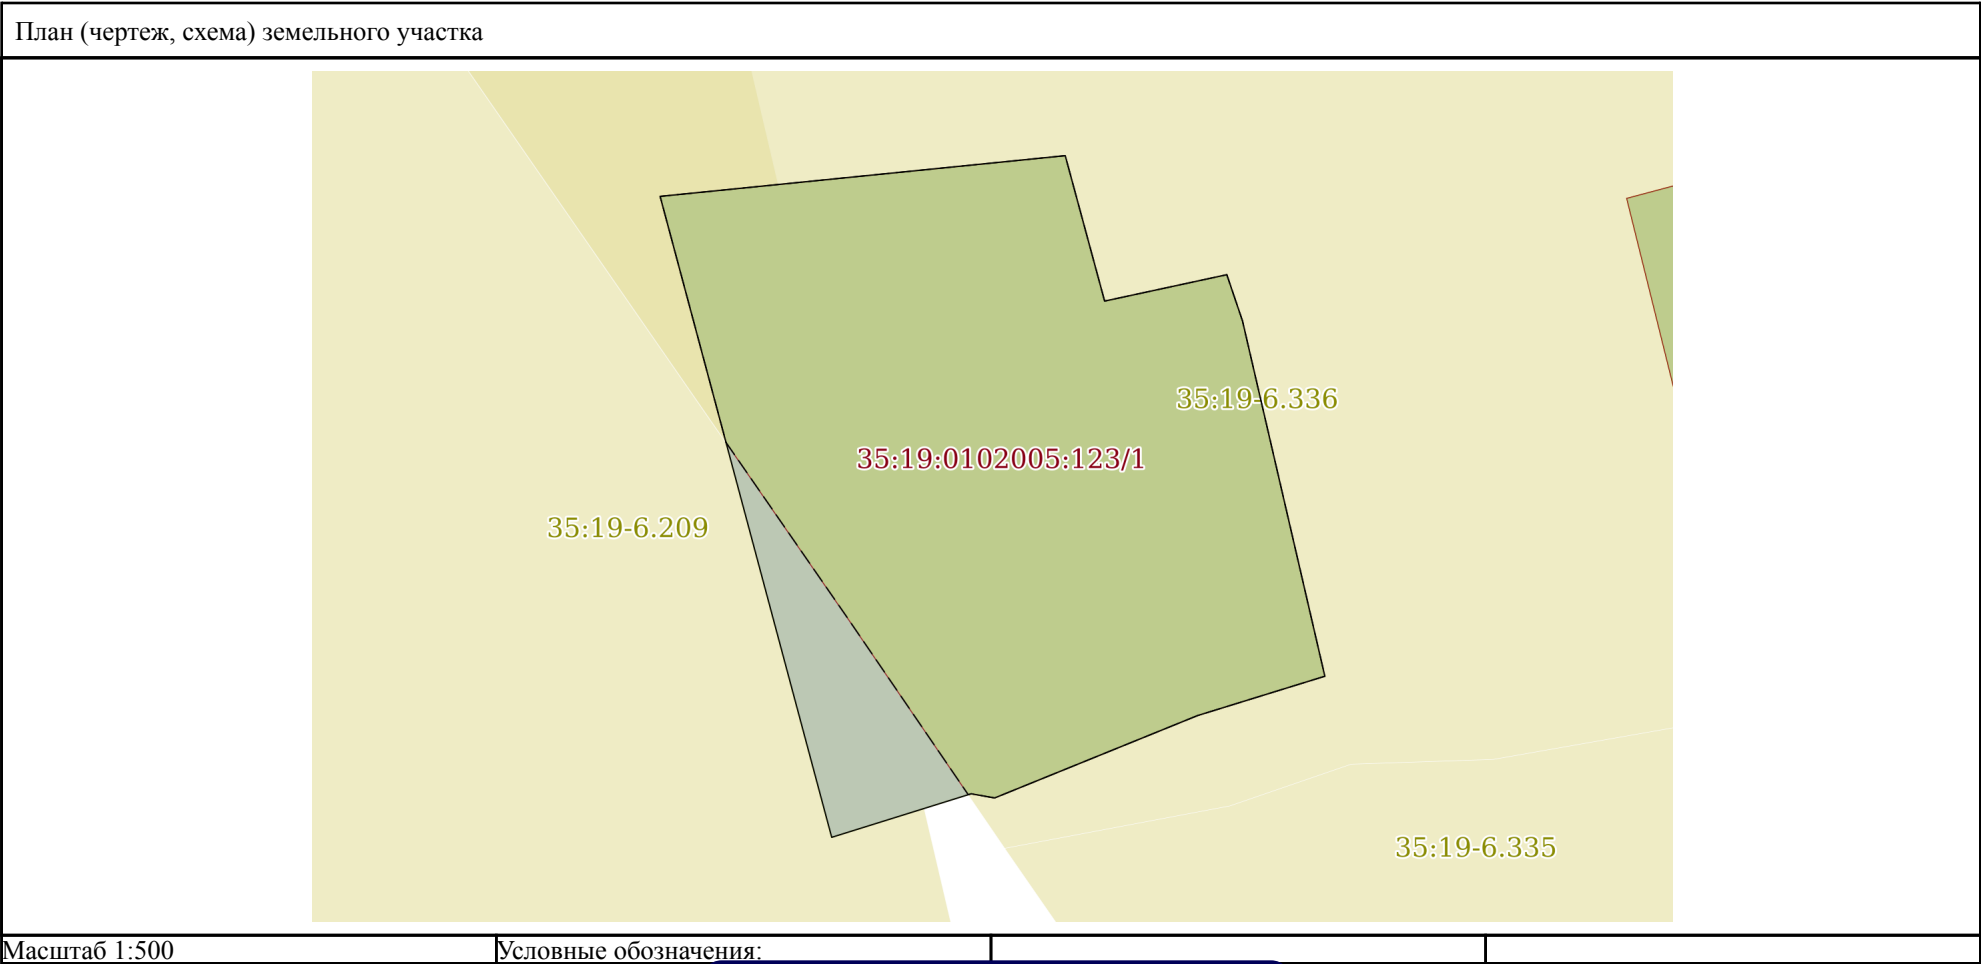 План (чертеж, схема) земельного участка
35:19-6.336
35:19:0102005:123/1
35:19-6.209
35:19-6.335
Масштаб 1:500
Условные обозначения: